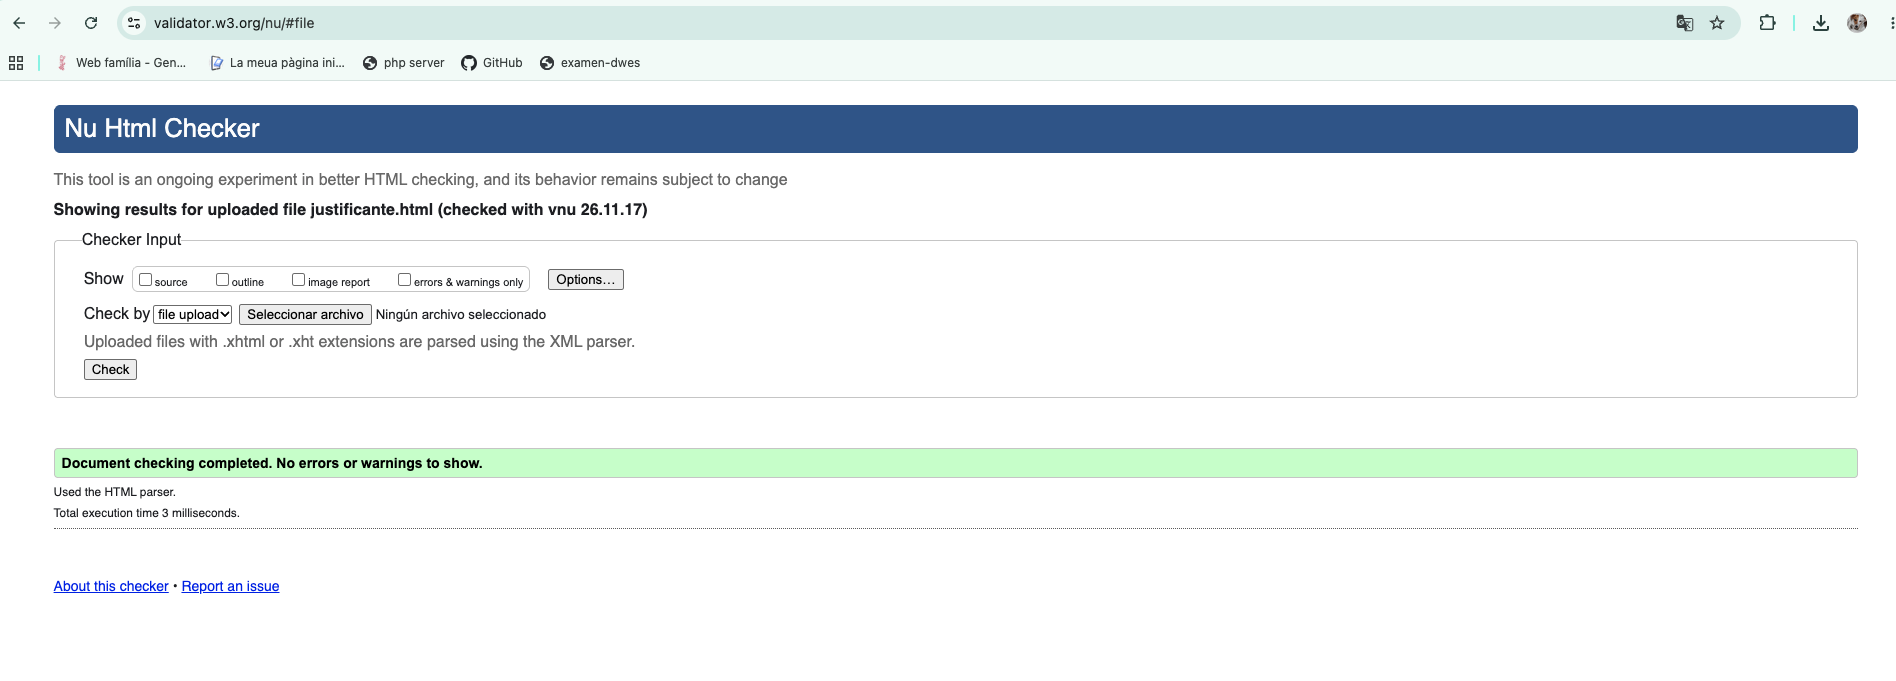 validator.w3.org/nu/#file
Web família - Gen... La meua pàgina ini... php server GitHub examen-dwes
Nu Html Checker
This tool is an ongoing experiment in better HTML checking, and its behavior remains subject to change
Showing results for uploaded file justificante.html (checked with vnu 26.11.17)
Checker Input
Show source outline image report errors & warnings only Options…
Check by file upload Seleccionar archivo Ningún archivo seleccionado
Uploaded files with .xhtml or .xht extensions are parsed using the XML parser.
Check
Document checking completed. No errors or warnings to show.
Used the HTML parser.
Total execution time 3 milliseconds.
About this checker • Report an issue